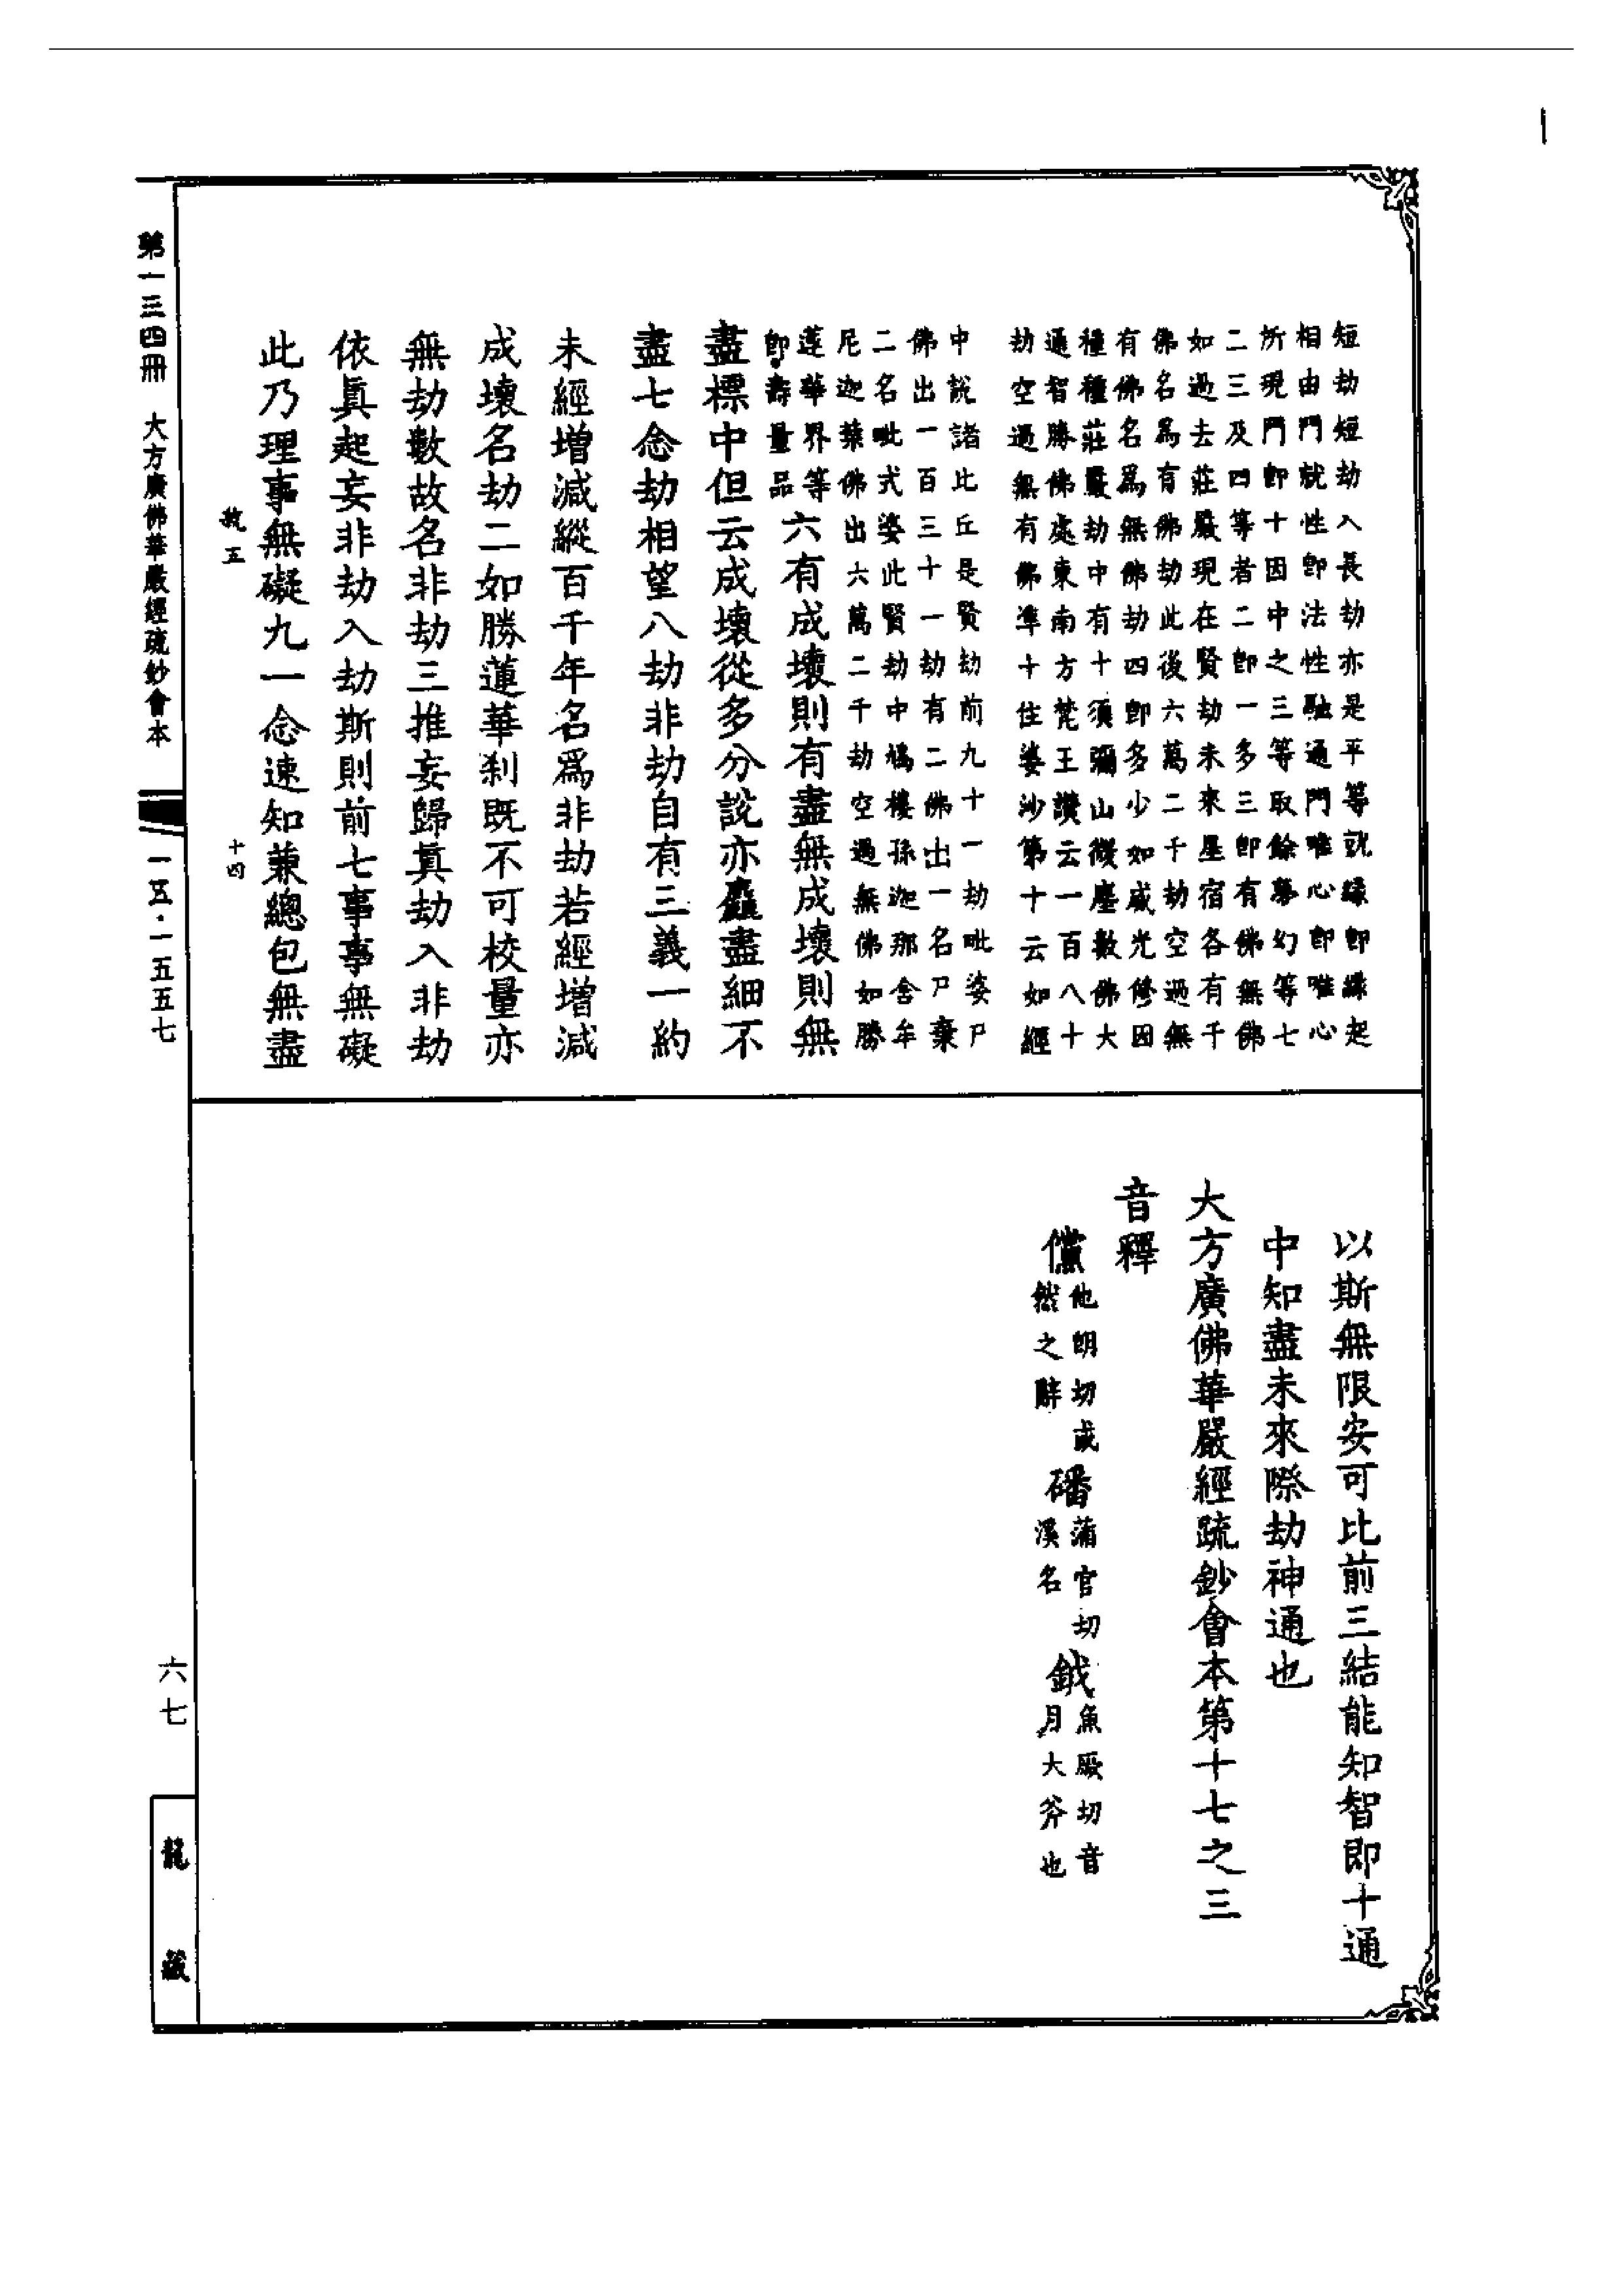 短劫短劫入長劫亦是平等就緣即緣起
相由門就性即法性融通門唯心即唯心
所現門即十因中之三等取餘夢幻等七
二三及四等者二即一多三即有佛無佛
如過去莊嚴現在賢劫未來星宿各有千
佛名為有佛劫此後六萬二千劫空過無
有佛名為無佛劫四即多少如威光修因
種種莊嚴劫中有十須彌山微塵數佛大
通智勝佛處東南方梵王讚云一百八十
劫空過無有佛準十住婆沙第十云如經
中說諸比丘是賢劫前九十一劫毗婆尸
佛出一百三十一劫有二佛出一名尸棄
二名毗式婆此賢劫中鳩樓孫迦那含牟
尼迦葉佛出六萬二千劫空過無佛如勝
蓮華界等
即壽量品
六有成壞則有盡無成壞則無
盡標中但云成壞從多分說亦麤盡細不
盡七念劫相望八劫非劫自有三義一約
未經增減縱百千年名為非劫若經增減
成壞名劫二如勝蓮華剎既不可校量亦
無劫數故名非劫三推妄歸真劫入非劫
依真起妄非劫入劫斯則前七事事無礙
此乃理事無礙九一念速知兼總包無盡
十四
第一三四冊 大方廣佛華嚴經疏鈔會本
一五·一五五七
以斯無限安可比前三結能知智即十通
中知盡未來際劫神通也
大方廣佛華嚴經疏鈔會本第十七之三
音釋
儻 他朗切或
然之辭
磻 蒲官切
溪名
鉞 魚厥切音
月大斧也
六七
龍藏